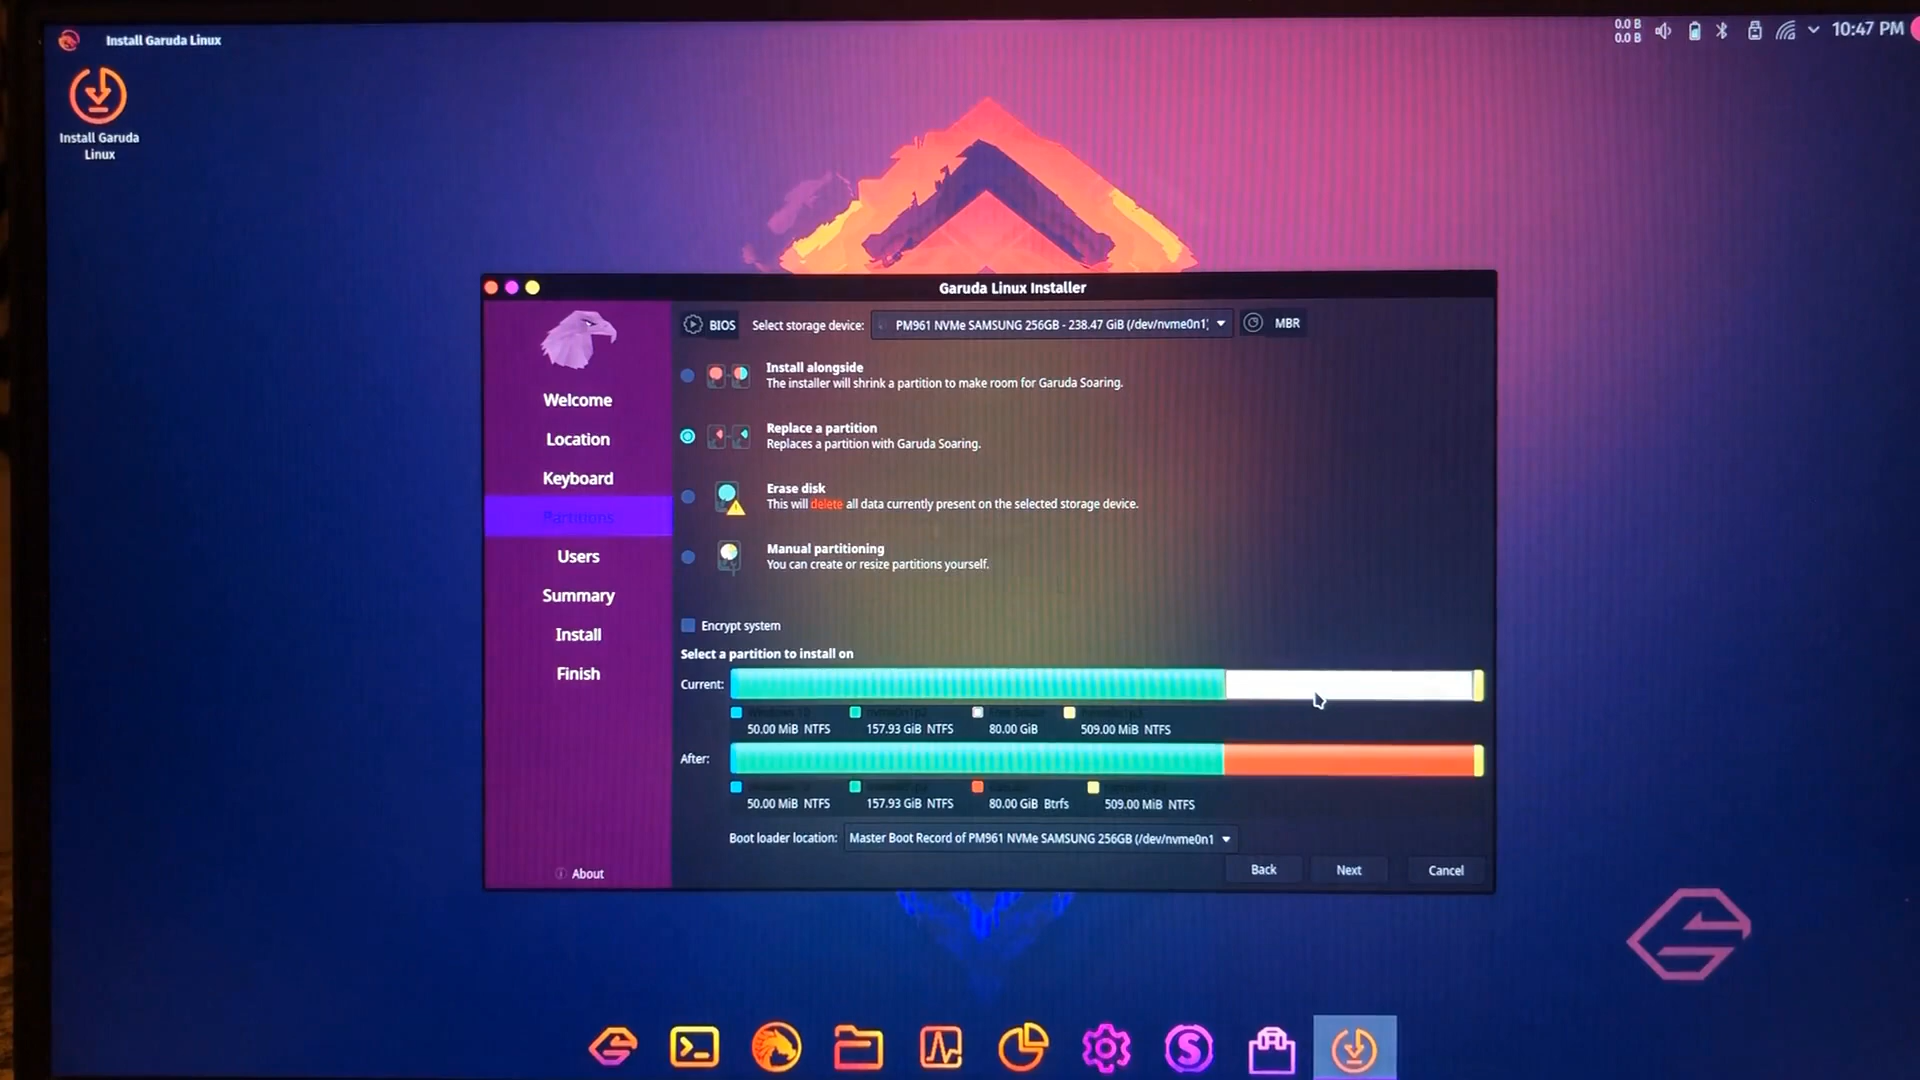 Install Garuda Linux
0.0 B
0.0 B
10:47 PM
Install Garuda
Linux
Garuda Linux Installer
BIOS
Select storage device:
PM961 NVMe SAMSUNG 256GB - 238.47 GiB (/dev/nvme0n1)
MBR
Install alongside
The installer will shrink a partition to make room for Garuda Soaring.
Replace a partition
Replaces a partition with Garuda Soaring.
Erase disk
This will delete all data currently present on the selected storage device.
Manual partitioning
You can create or resize partitions yourself.
Welcome
Location
Keyboard
Partitions
Users
Summary
Install
Finish
About
Encrypt system
Select a partition to install on
Current:
50.00 MiB NTFS
157.93 GiB NTFS
80.00 GiB
509.00 MiB NTFS
After:
50.00 MiB NTFS
157.93 GiB NTFS
80.00 GiB Btrfs
509.00 MiB NTFS
Boot loader location:
Master Boot Record of PM961 NVMe SAMSUNG 256GB (/dev/nvme0n1
Back
Next
Cancel